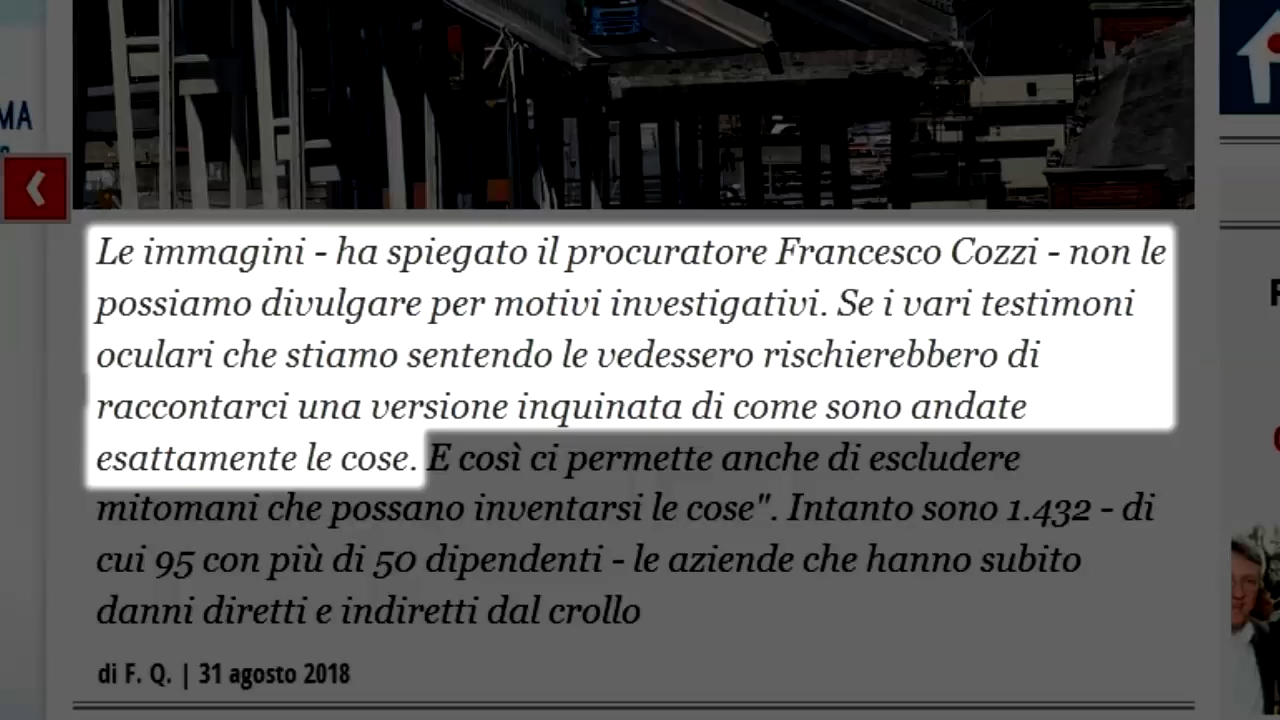 MA
Le immagini - ha spiegato il procuratore Francesco Cozzi - non le
possiamo divulgare per motivi investigativi. Se i vari testimoni
oculari che stiamo sentendo le vedessero rischierebbero di
raccontarci una versione inquinata di come sono andate
esattamente le cose. E così ci permette anche di escludere
mitomani che possano inventarsi le cose". Intanto sono 1.432 - di
cui 95 con più di 50 dipendenti - le aziende che hanno subito
danni diretti e indiretti dal crollo
di F. Q. | 31 agosto 2018